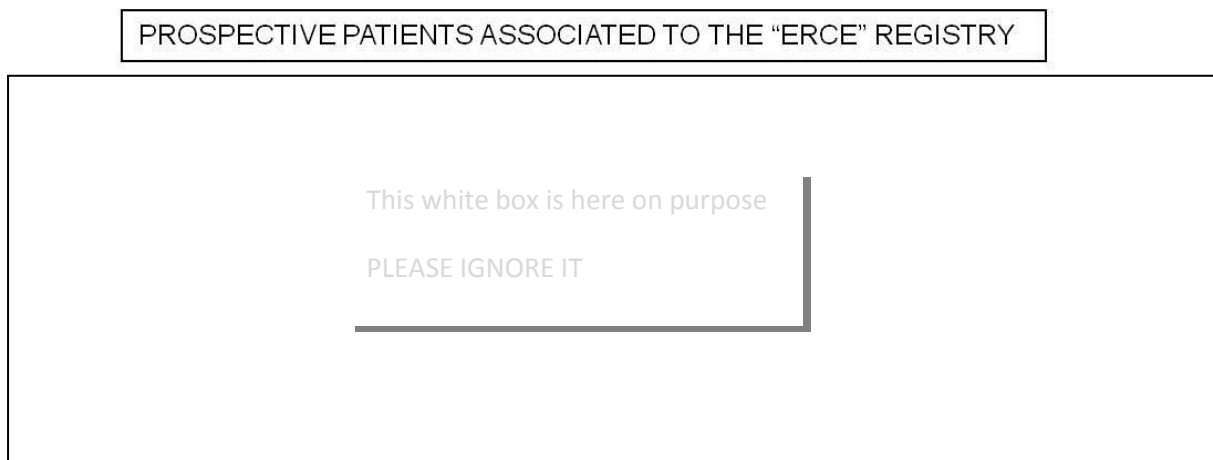 PROSPECTIVE PATIENTS ASSOCIATED TO THE “ERCE” REGISTRY
This white box is here on purpose
PLEASE IGNORE IT